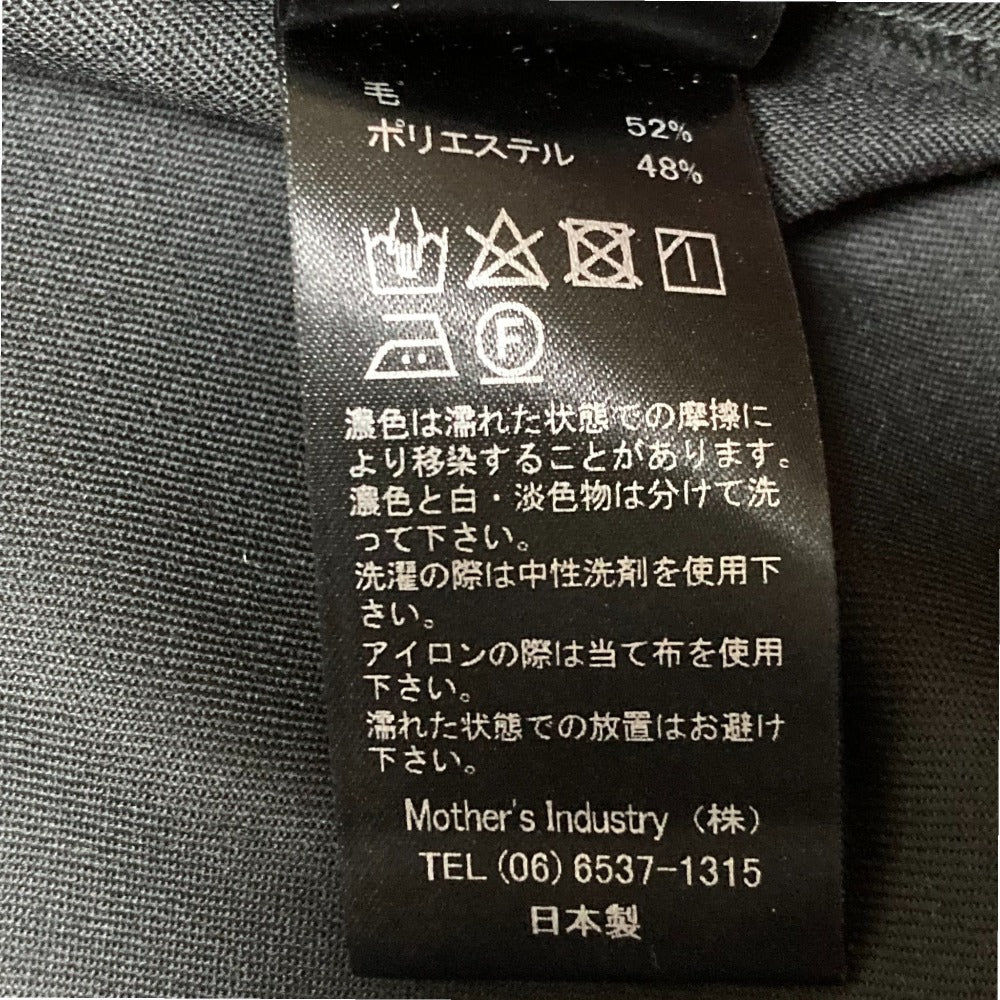 毛 52%
ポリエステル 48%
F
濃色は濡れた状態での摩擦に
より移染することがあります。
濃色と白・淡色物は分けて洗
って下さい。
洗濯の際は中性洗剤を使用下
さい。
アイロンの際は当て布を使用
下さい。
濡れた状態での放置はお避け
下さい。
Mother's Industry （株）
TEL (06) 6537-1315
日本製